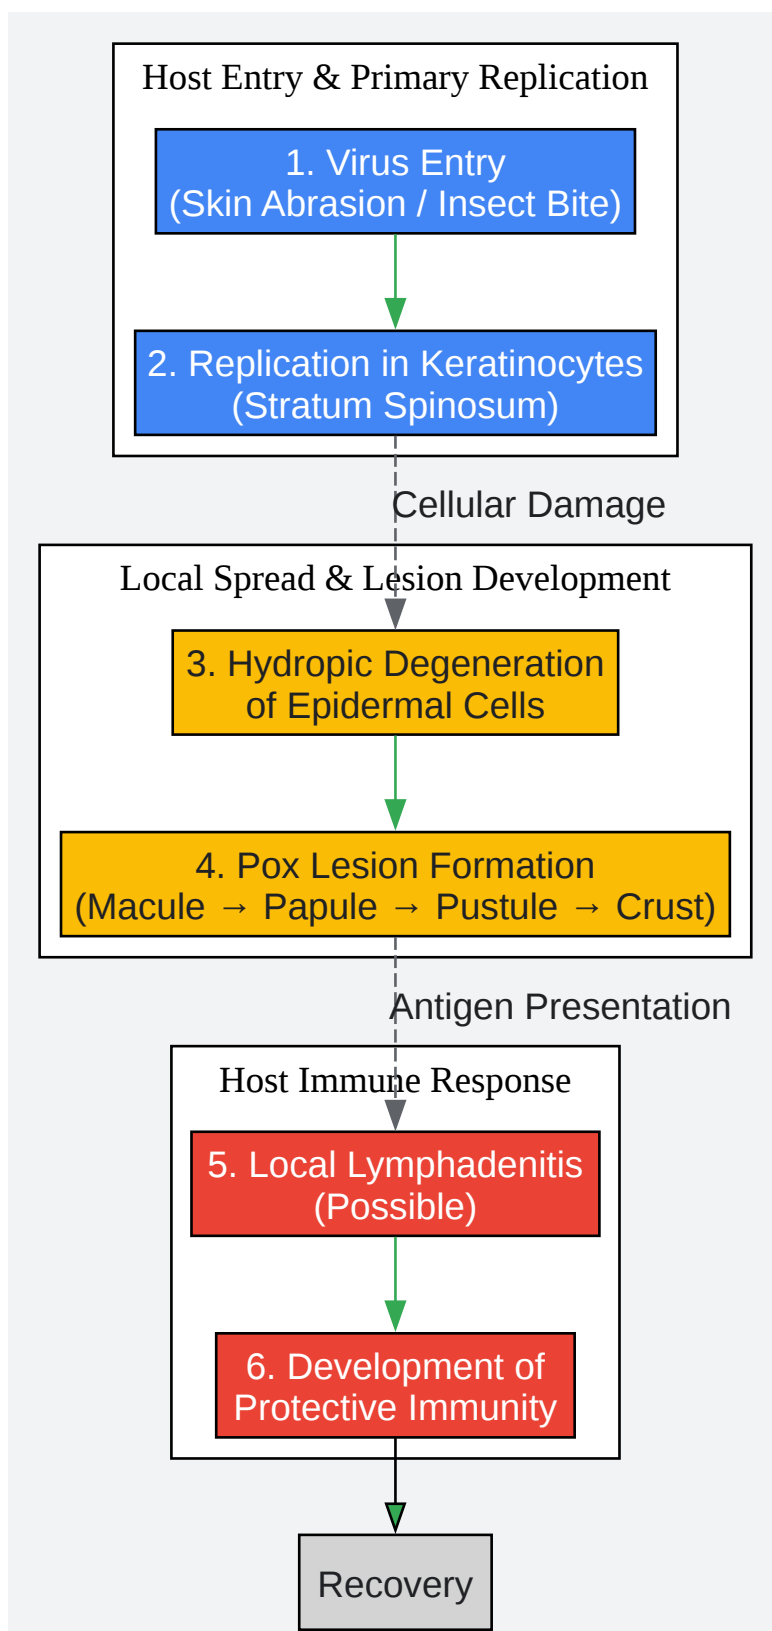 Host Entry & Primary Replication
1. Virus Entry
(Skin Abrasion / Insect Bite)
2. Replication in Keratinocytes
(Stratum Spinosum)
Cellular Damage
Local Spread & Lesion Development
3. Hydropic Degeneration
of Epidermal Cells
4. Pox Lesion Formation
(Macule → Papule → Pustule → Crust)
Antigen Presentation
Host Immune Response
5. Local Lymphadenitis
(Possible)
6. Development of
Protective Immunity
Recovery